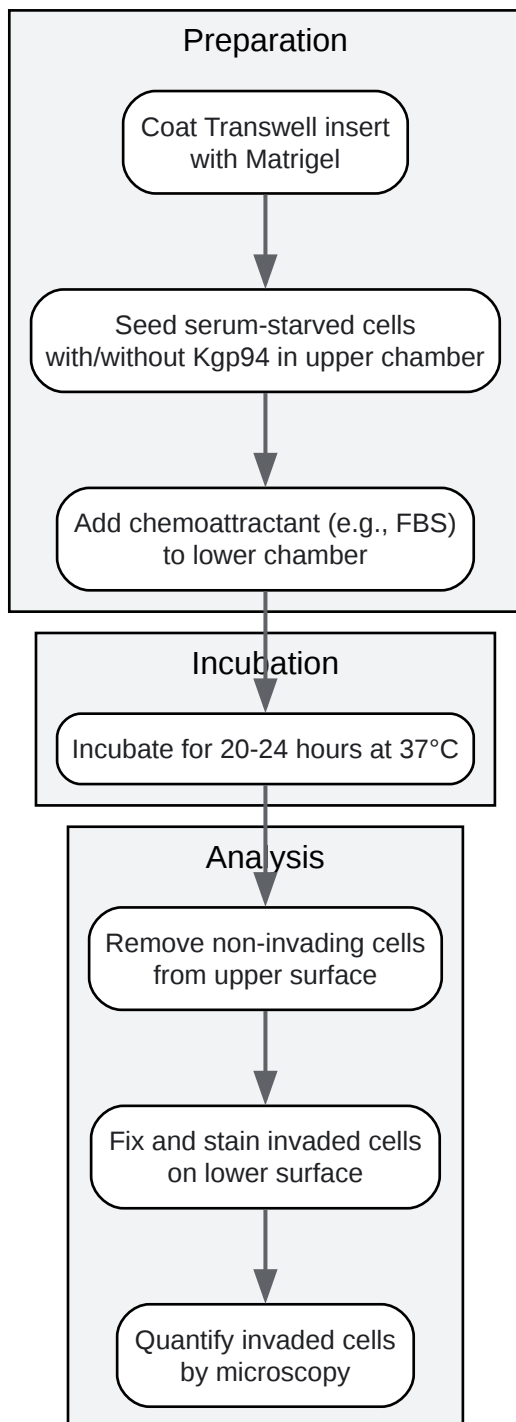 Preparation
Coat Transwell insert
with Matrigel
Seed serum-starved cells
with/without Kgp94 in upper chamber
Add chemoattractant (e.g., FBS)
to lower chamber
Incubation
Incubate for 20-24 hours at 37°C
Analysis
Remove non-invading cells
from upper surface
Fix and stain invaded cells
on lower surface
Quantify invaded cells
by microscopy